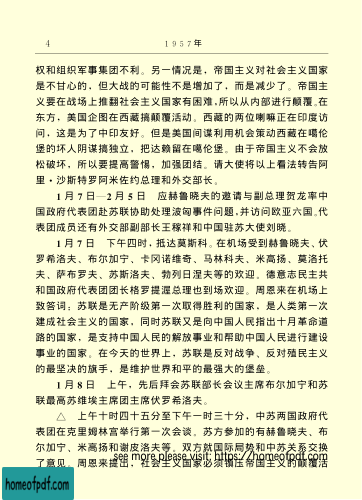 4 1957年
权和组织军事集团不利。另一情况是，帝国主义对社会主义国家
是不甘心的，但大战的可能性不是增加了，而是减少了。帝国主
义要在战场上推翻社会主义国家有困难，所以从内部进行颠覆。在
东方，美国企图在西藏搞颠覆活动。西藏的两位喇嘛正在印度访
问，这是为了中印友好。但是美国间谍利用机会策动西藏在噶伦
堡的坏人阴谋搞独立，把达赖留在噶伦堡。由于帝国主义不会放
松破坏，所以要提高警惕，加强团结。请大使将以上看法转告阿
里·沙斯特罗阿米佐约总理和外交部长。
1月7日—2月5日 应赫鲁晓夫的邀请与副总理贺龙率中
国政府代表团赴苏联协助处理波匈事件问题，并访问欧亚六国。代
表团成员还有外交部副部长王稼祥和中国驻苏大使刘晓。
1月7日 下午四时，抵达莫斯科。在机场受到赫鲁晓夫、伏
罗希洛夫、布尔加宁、卡冈诺维奇、马林科夫、米高扬、莫洛托
夫、萨布罗夫、苏斯洛夫、勃列日涅夫等的欢迎。德意志民主共
和国政府代表团团长格罗提渥总理也到场欢迎。周恩来在机场上
致答词：苏联是无产阶级第一次取得胜利的国家，是人类第一次
建成社会主义的国家，同时苏联又是向中国人民指出十月革命道
路的国家，是支持中国人民的解放事业和帮助中国人民进行建设
事业的国家。在今天的世界上，苏联是反对战争、反对殖民主义
的最坚决的旗手，是维护世界和平的最强大的堡垒。
1月8日 上午，先后拜会苏联部长会议主席布尔加宁和苏
联最高苏维埃主席团主席伏罗希洛夫。
△ 上午十时四十五分至下午一时三十分，中苏两国政府代
表团在克里姆林宫举行第一次会谈。苏方参加的有赫鲁晓夫、布
尔加宁、米高扬和谢皮洛夫等。双方就国际局势和中苏关系交换
了意见。周恩来提出，社会主义国家必须镇压帝国主义的颠覆活
see more please visit: https://homeofpdf.com
homeofpdf